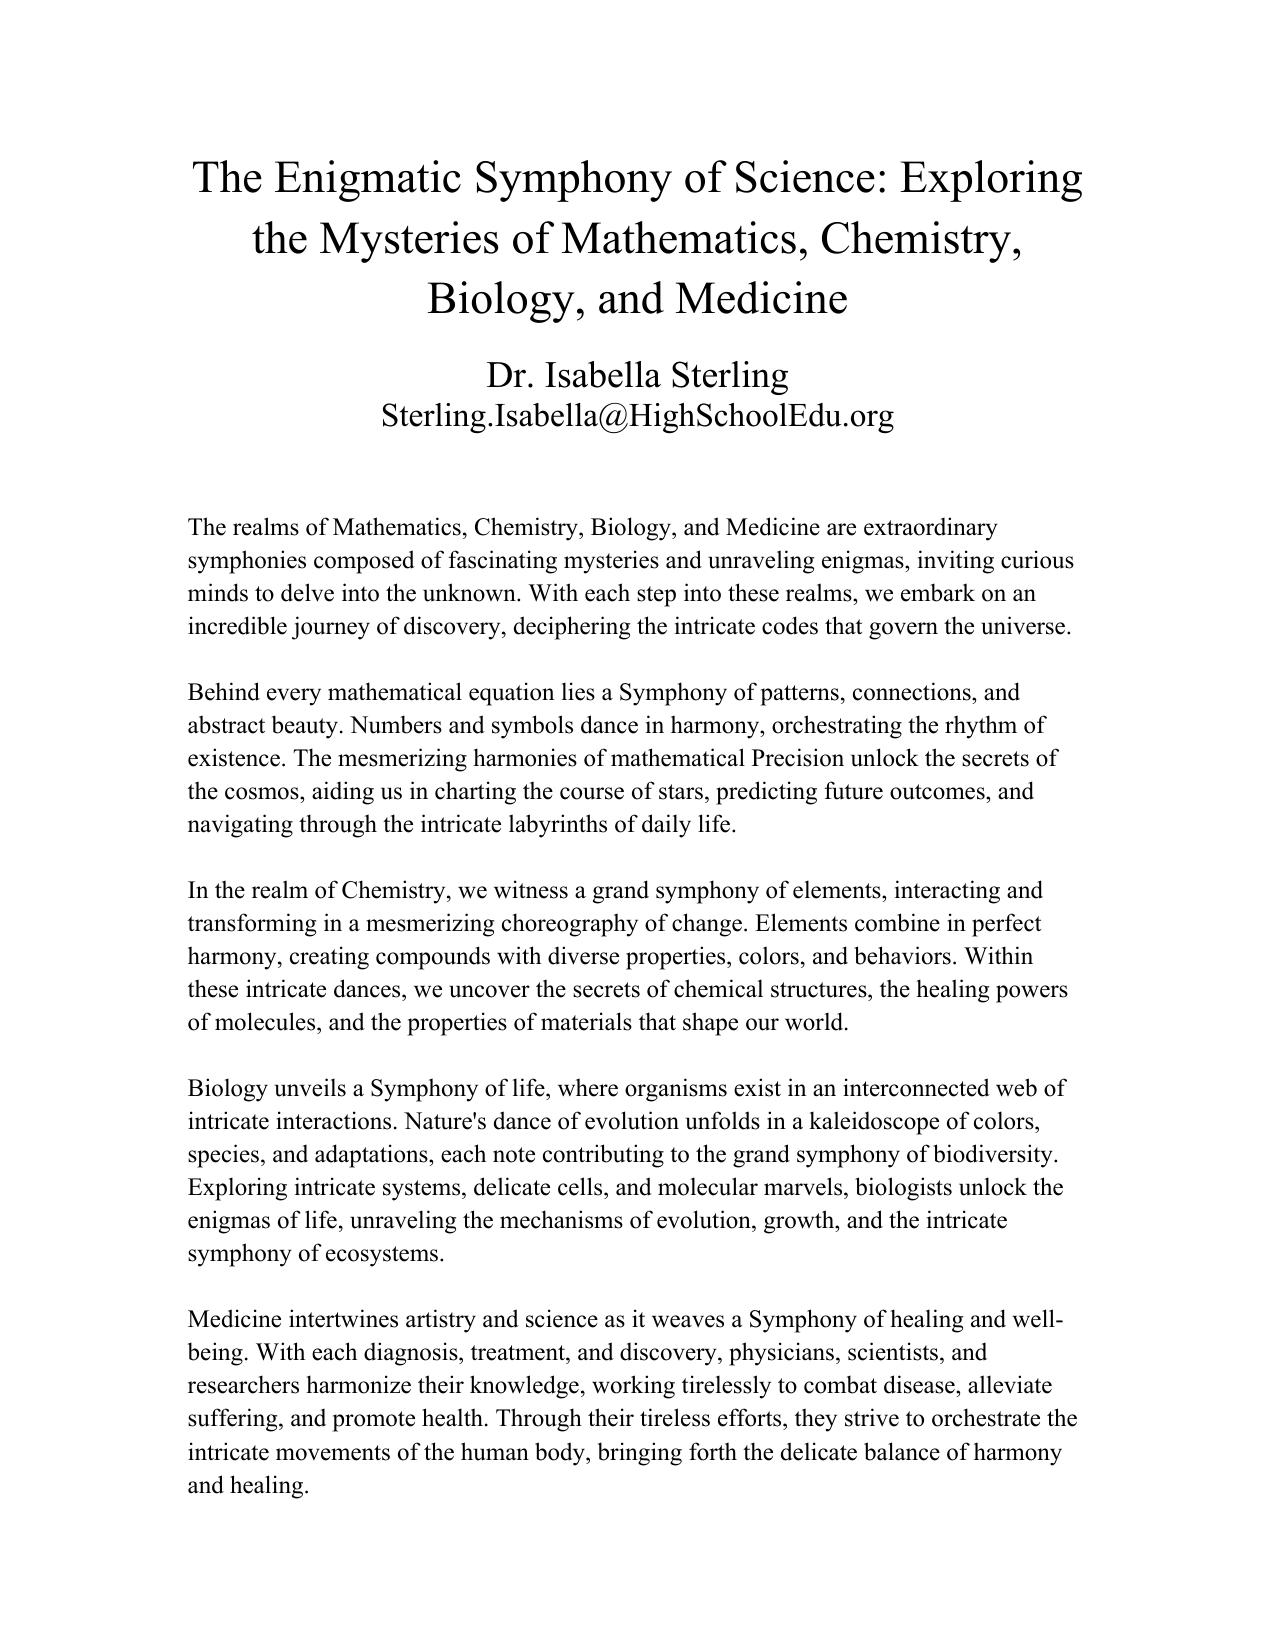 The Enigmatic Symphony of Science: Exploring
the Mysteries of Mathematics, Chemistry,
Biology, and Medicine
Dr. Isabella Sterling
Sterling.Isabella@HighSchoolEdu.org
The realms of Mathematics, Chemistry, Biology, and Medicine are extraordinary
symphonies composed of fascinating mysteries and unraveling enigmas, inviting curious
minds to delve into the unknown. With each step into these realms, we embark on an
incredible journey of discovery, deciphering the intricate codes that govern the universe.
Behind every mathematical equation lies a Symphony of patterns, connections, and
abstract beauty. Numbers and symbols dance in harmony, orchestrating the rhythm of
existence. The mesmerizing harmonies of mathematical Precision unlock the secrets of
the cosmos, aiding us in charting the course of stars, predicting future outcomes, and
navigating through the intricate labyrinths of daily life.
In the realm of Chemistry, we witness a grand symphony of elements, interacting and
transforming in a mesmerizing choreography of change. Elements combine in perfect
harmony, creating compounds with diverse properties, colors, and behaviors. Within
these intricate dances, we uncover the secrets of chemical structures, the healing powers
of molecules, and the properties of materials that shape our world.
Biology unveils a Symphony of life, where organisms exist in an interconnected web of
intricate interactions. Nature's dance of evolution unfolds in a kaleidoscope of colors,
species, and adaptations, each note contributing to the grand symphony of biodiversity.
Exploring intricate systems, delicate cells, and molecular marvels, biologists unlock the
enigmas of life, unraveling the mechanisms of evolution, growth, and the intricate
symphony of ecosystems.
Medicine intertwines artistry and science as it weaves a Symphony of healing and well-
being. With each diagnosis, treatment, and discovery, physicians, scientists, and
researchers harmonize their knowledge, working tirelessly to combat disease, alleviate
suffering, and promote health. Through their tireless efforts, they strive to orchestrate the
intricate movements of the human body, bringing forth the delicate balance of harmony
and healing.